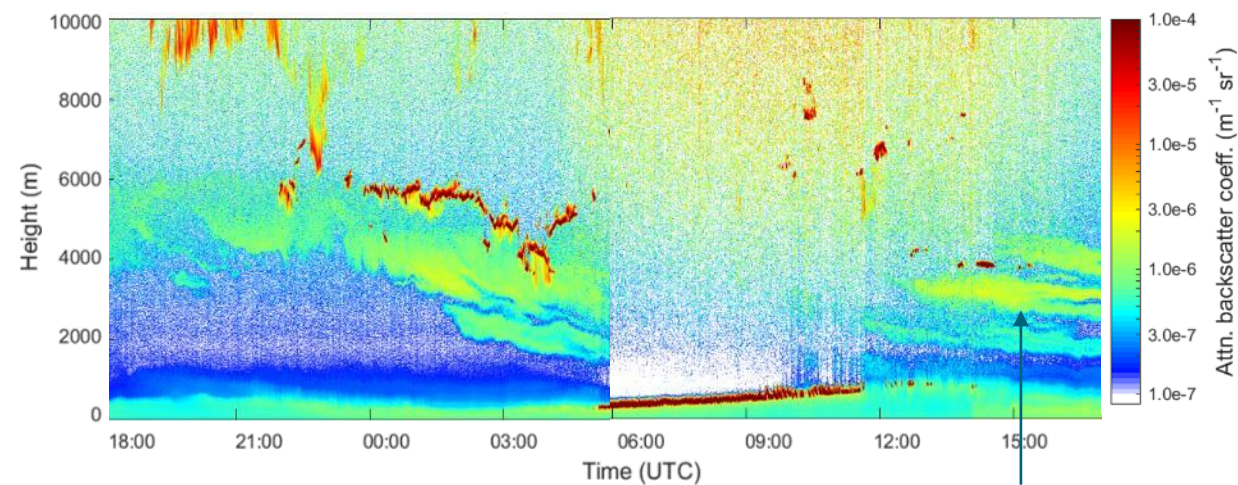 10000
8000
6000
4000
2000
0
Height (m)
18:00 21:00 00:00 03:00 06:00 09:00 12:00 15:00
Time (UTC)
1.0e-4
3.0e-5
1.0e-5
3.0e-6
1.0e-6
3.0e-7
1.0e-7
Attn. backscatter coeff. (m⁻¹ sr⁻¹)